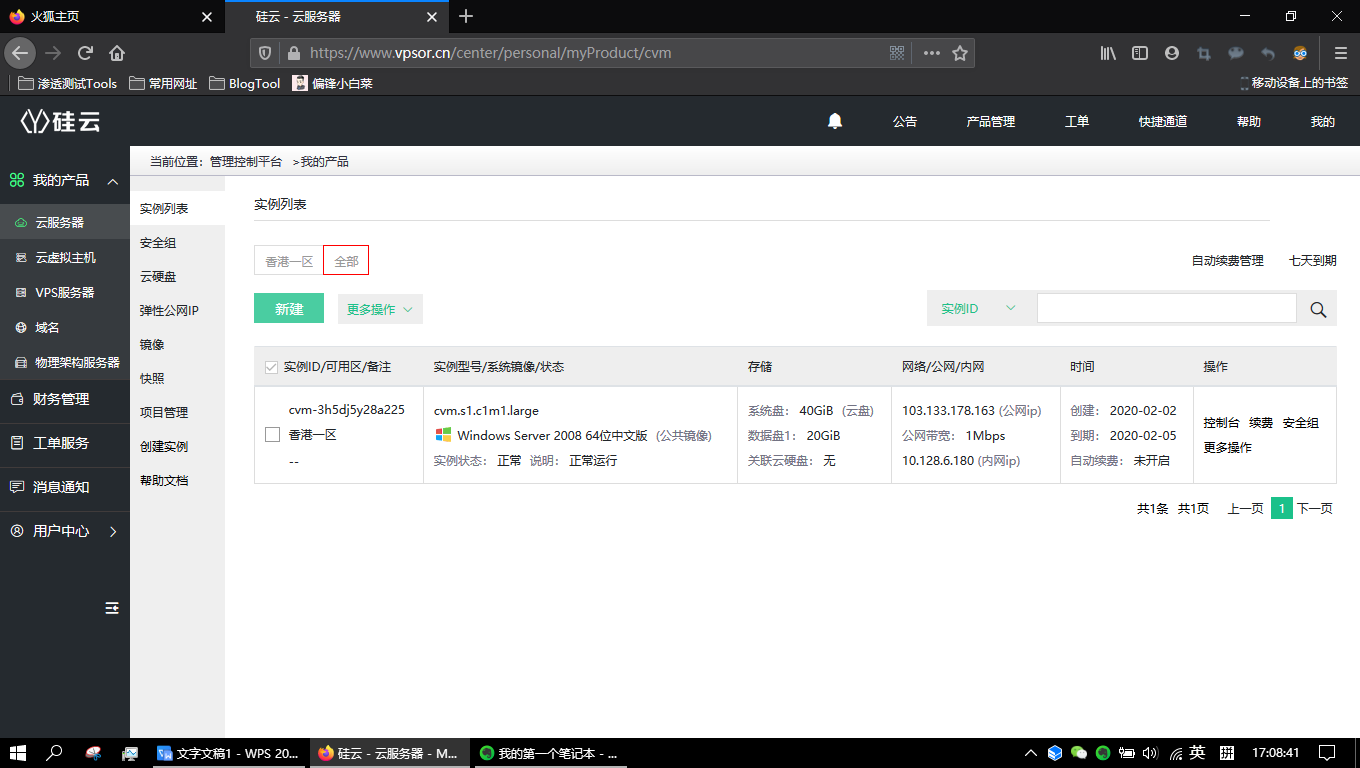 火狐主页
硅云 - 云服务器
https://www.vpsor.cn/center/personal/myProduct/cvm
渗透测试Tools 常用网址 BlogTool 偏锋小白菜 移动设备上的书签
硅云 公告 产品管理 工单 快捷通道 帮助 我的
当前位置：管理控制平台 >我的产品
我的产品
云服务器
云虚拟主机
VPS服务器
域名
物理架构服务器
财务管理
工单服务
消息通知
用户中心
实例列表
安全组
云硬盘
弹性公网IP
镜像
快照
项目管理
创建实例
帮助文档
实例列表
香港一区 全部 自动续费管理 七天到期
新建 更多操作 实例ID
实例ID/可用区/备注 实例型号/系统镜像/状态 存储 网络/公网/内网 时间 操作
cvm-3h5dj5y28a225
香港一区
--
cvm.s1.c1m1.large
Windows Server 2008 64位中文版 (公共镜像)
实例状态： 正常 说明： 正常运行
系统盘： 40GiB (云盘)
数据盘1： 20GiB
关联云硬盘： 无
103.133.178.163 (公网ip)
公网带宽： 1Mbps
10.128.6.180 (内网ip)
创建： 2020-02-02
到期： 2020-02-05
自动续费： 未开启
控制台 续费 安全组
更多操作
共1条 共1页 上一页 1 下一页
文字文稿1 - WPS 20... 硅云 - 云服务器 - M... 我的第一个笔记本 - ... 英 拼 17:08:41